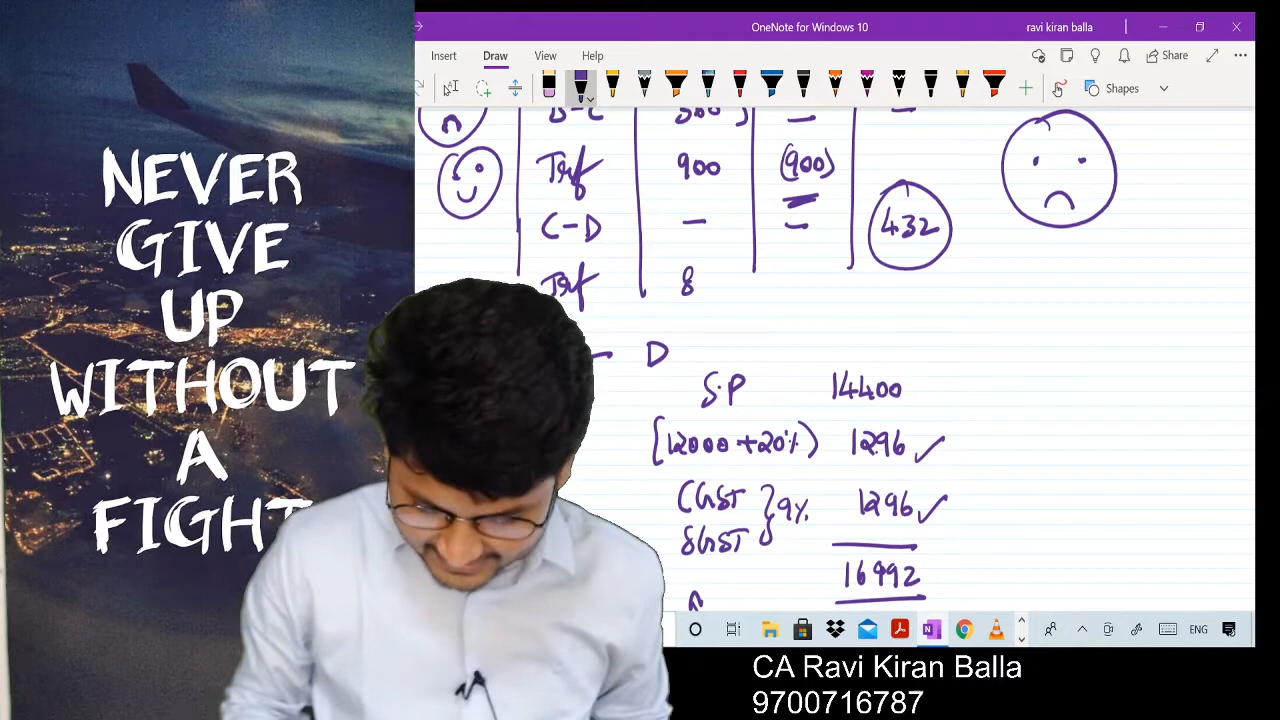 NEVER
GIVE
UP
WITHOUT
A
FIGHT
OneNote for Windows 10
ravi kiran balla
Insert Draw View Help
Share
Shapes
Trf 900 (900)
C-D – – 432
Trf 8
– D
S.P 14400
[12000+20%) 1296 ✓
CGST } 9% 1296 ✓
SGST
16992
ENG
CA Ravi Kiran Balla
9700716787